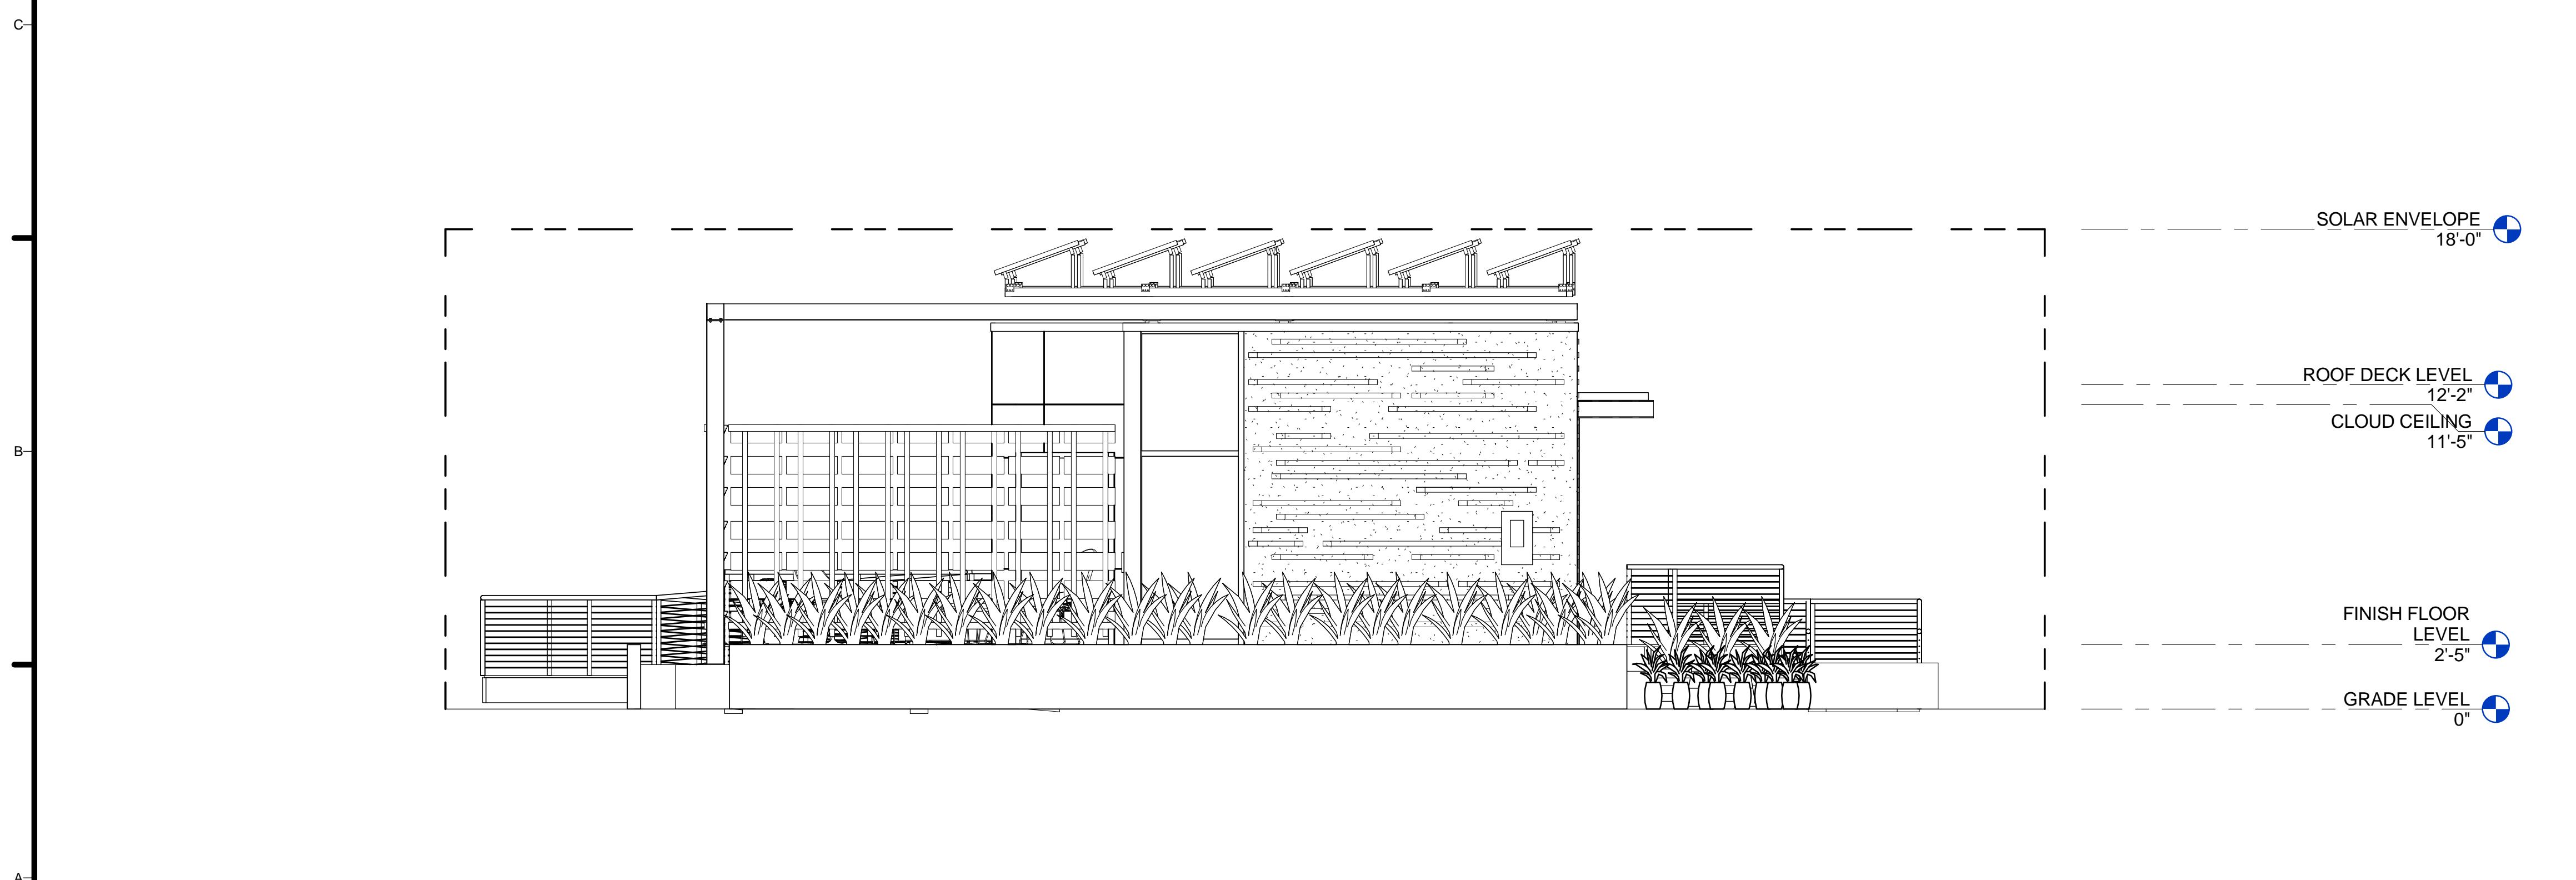 C
SOLAR ENVELOPE
18'-0"
ROOF DECK LEVEL
12'-2"
CLOUD CEILING
11'-5"
B
FINISH FLOOR
LEVEL
2'-5"
GRADE LEVEL
0"
A